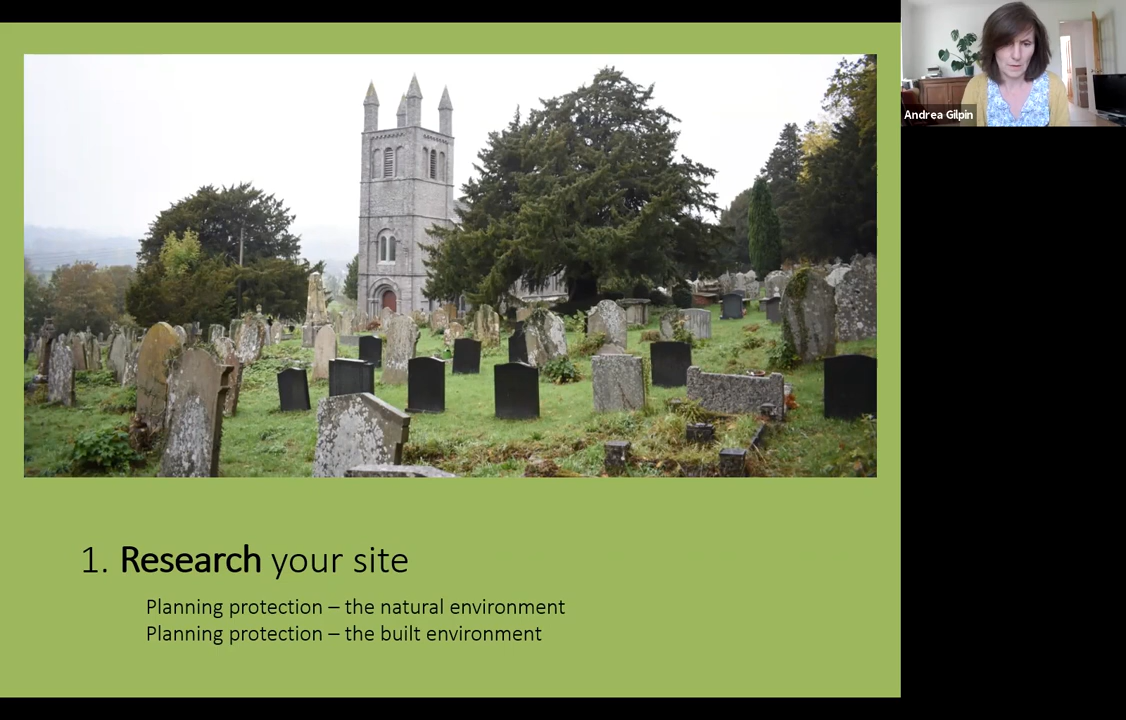 Andrea Gilpin
1. Research your site
Planning protection – the natural environment
Planning protection – the built environment